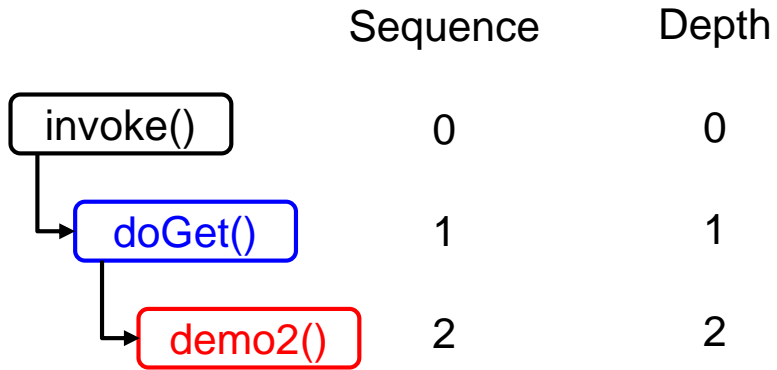 Sequence Depth
invoke() 0 0
doGet() 1 1
demo2() 2 2